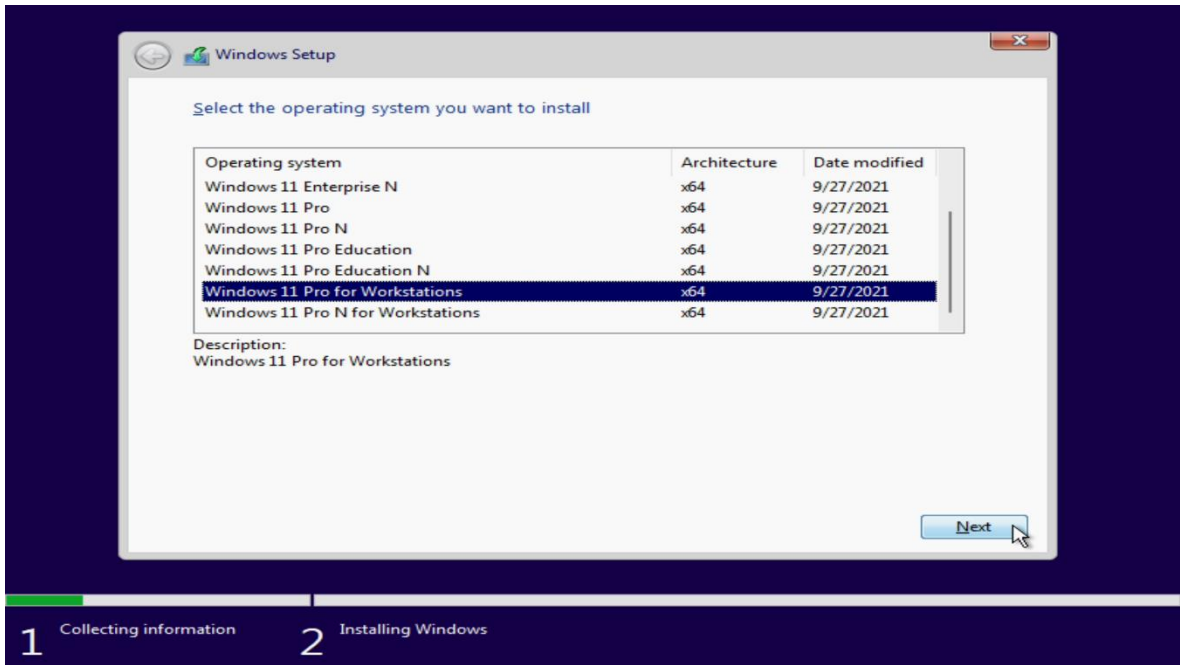 Windows Setup
Select the operating system you want to install
Operating system Architecture Date modified
Windows 11 Enterprise N x64 9/27/2021
Windows 11 Pro x64 9/27/2021
Windows 11 Pro N x64 9/27/2021
Windows 11 Pro Education x64 9/27/2021
Windows 11 Pro Education N x64 9/27/2021
Windows 11 Pro for Workstations x64 9/27/2021
Windows 11 Pro N for Workstations x64 9/27/2021
Description:
Windows 11 Pro for Workstations
Next
1 Collecting information 2 Installing Windows